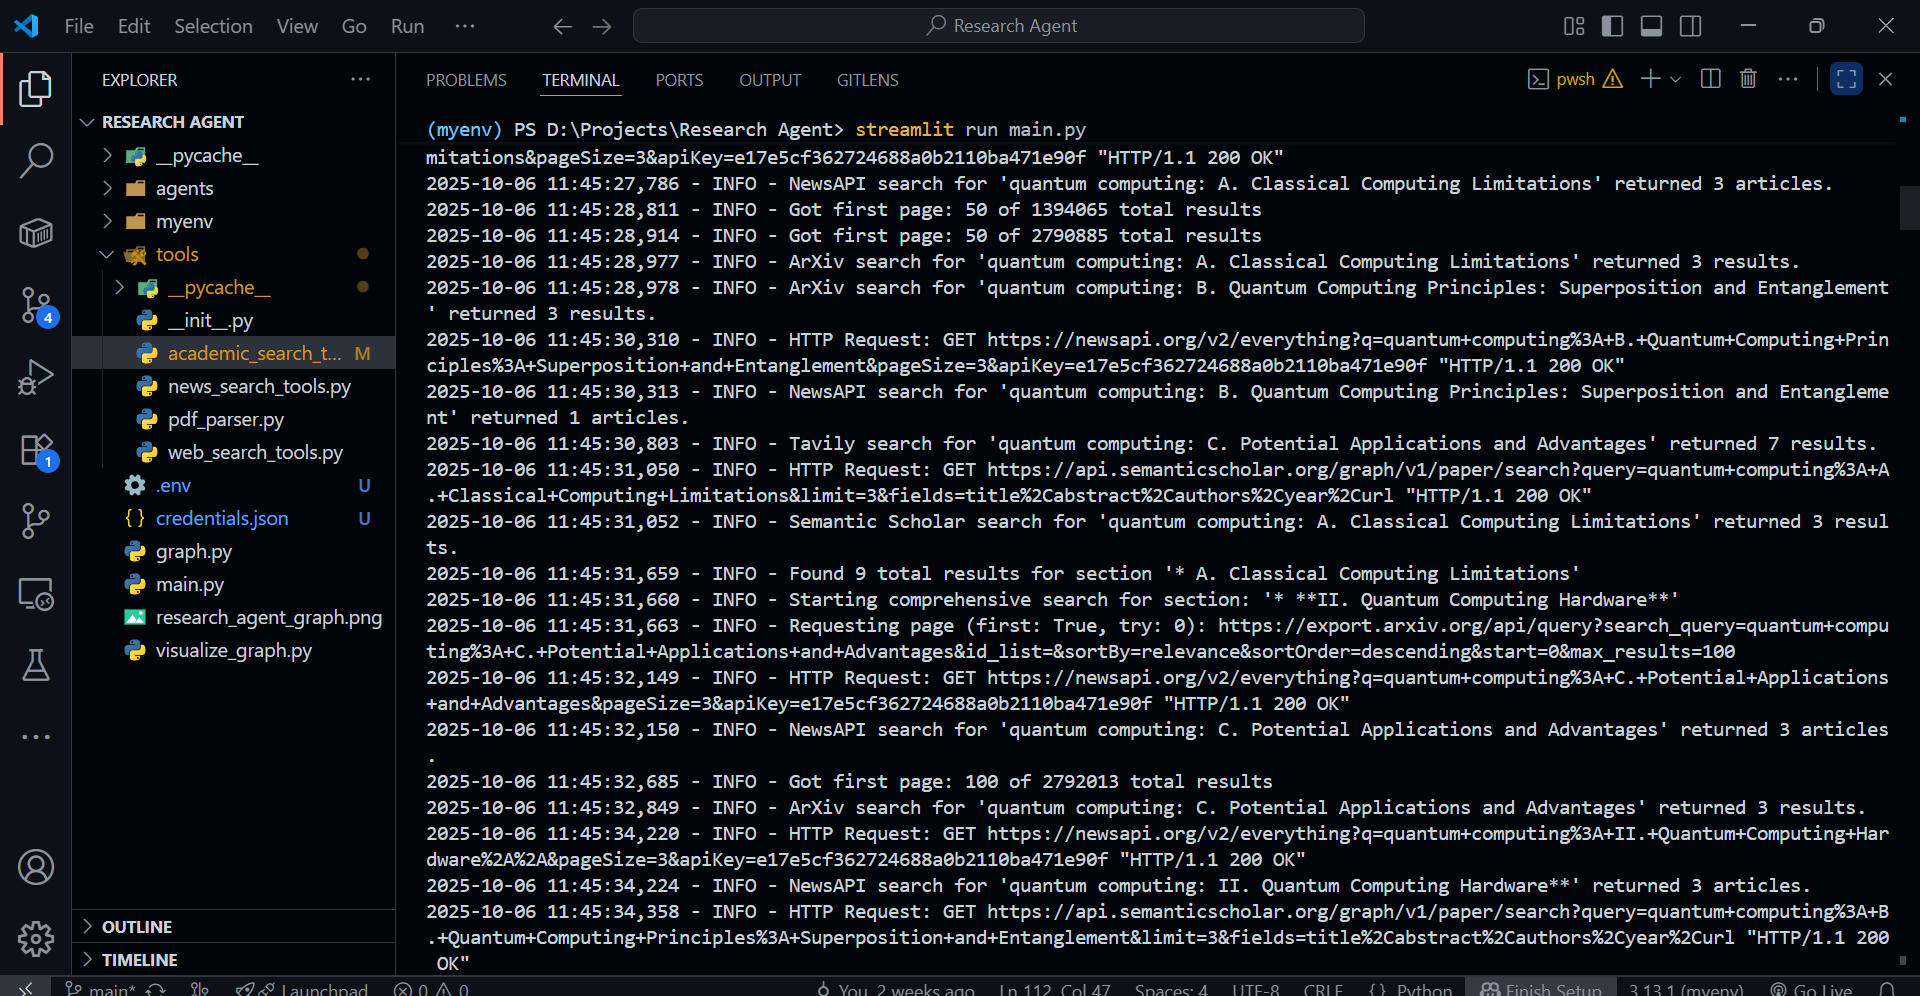 File Edit Selection View Go Run ···
Research Agent
EXPLORER
RESEARCH AGENT
__pycache__
agents
myenv
tools
__pycache__
__init__.py
academic_search_t... M
news_search_tools.py
pdf_parser.py
web_search_tools.py
.env U
credentials.json U
graph.py
main.py
research_agent_graph.png
visualize_graph.py
OUTLINE
TIMELINE
4
1
PROBLEMS TERMINAL PORTS OUTPUT GITLENS
pwsh
(myenv) PS D:\Projects\Research Agent> streamlit run main.py
mitations&pageSize=3&apiKey=e17e5cf362724688a0b2110ba471e90f "HTTP/1.1 200 OK"
2025-10-06 11:45:27,786 - INFO - NewsAPI search for 'quantum computing: A. Classical Computing Limitations' returned 3 articles.
2025-10-06 11:45:28,811 - INFO - Got first page: 50 of 1394065 total results
2025-10-06 11:45:28,914 - INFO - Got first page: 50 of 2790885 total results
2025-10-06 11:45:28,977 - INFO - ArXiv search for 'quantum computing: A. Classical Computing Limitations' returned 3 results.
2025-10-06 11:45:28,978 - INFO - ArXiv search for 'quantum computing: B. Quantum Computing Principles: Superposition and Entanglement
' returned 3 results.
2025-10-06 11:45:30,310 - INFO - HTTP Request: GET https://newsapi.org/v2/everything?q=quantum+computing%3A+B.+Quantum+Computing+Prin
ciples%3A+Superposition+and+Entanglement&pageSize=3&apiKey=e17e5cf362724688a0b2110ba471e90f "HTTP/1.1 200 OK"
2025-10-06 11:45:30,313 - INFO - NewsAPI search for 'quantum computing: B. Quantum Computing Principles: Superposition and Entangleme
nt' returned 1 articles.
2025-10-06 11:45:30,803 - INFO - Tavily search for 'quantum computing: C. Potential Applications and Advantages' returned 7 results.
2025-10-06 11:45:31,050 - INFO - HTTP Request: GET https://api.semanticscholar.org/graph/v1/paper/search?query=quantum+computing%3A+A
.+Classical+Computing+Limitations&limit=3&fields=title%2Cabstract%2Cauthors%2Cyear%2Curl "HTTP/1.1 200 OK"
2025-10-06 11:45:31,052 - INFO - Semantic Scholar search for 'quantum computing: A. Classical Computing Limitations' returned 3 resul
ts.
2025-10-06 11:45:31,659 - INFO - Found 9 total results for section '* A. Classical Computing Limitations'
2025-10-06 11:45:31,660 - INFO - Starting comprehensive search for section: '* **II. Quantum Computing Hardware**'
2025-10-06 11:45:31,663 - INFO - Requesting page (first: True, try: 0): https://export.arxiv.org/api/query?search_query=quantum+compu
ting%3A+C.+Potential+Applications+and+Advantages&id_list=&sortBy=relevance&sortOrder=descending&start=0&max_results=100
2025-10-06 11:45:32,149 - INFO - HTTP Request: GET https://newsapi.org/v2/everything?q=quantum+computing%3A+C.+Potential+Applications
+and+Advantages&pageSize=3&apiKey=e17e5cf362724688a0b2110ba471e90f "HTTP/1.1 200 OK"
2025-10-06 11:45:32,150 - INFO - NewsAPI search for 'quantum computing: C. Potential Applications and Advantages' returned 3 articles
.
2025-10-06 11:45:32,685 - INFO - Got first page: 100 of 2792013 total results
2025-10-06 11:45:32,849 - INFO - ArXiv search for 'quantum computing: C. Potential Applications and Advantages' returned 3 results.
2025-10-06 11:45:34,220 - INFO - HTTP Request: GET https://newsapi.org/v2/everything?q=quantum+computing%3A+II.+Quantum+Computing+Har
dware%2A%2A&pageSize=3&apiKey=e17e5cf362724688a0b2110ba471e90f "HTTP/1.1 200 OK"
2025-10-06 11:45:34,224 - INFO - NewsAPI search for 'quantum computing: II. Quantum Computing Hardware**' returned 3 articles.
2025-10-06 11:45:34,358 - INFO - HTTP Request: GET https://api.semanticscholar.org/graph/v1/paper/search?query=quantum+computing%3A+B
.+Quantum+Computing+Principles%3A+Superposition+and+Entanglement&limit=3&fields=title%2Cabstract%2Cauthors%2Cyear%2Curl "HTTP/1.1 200
OK"
main* Launchpad 0 0 You, 2 weeks ago Ln 112, Col 47 Spaces: 4 UTF-8 CRLF {} Python Finish Setup 3.13.1 (myenv) Go Live